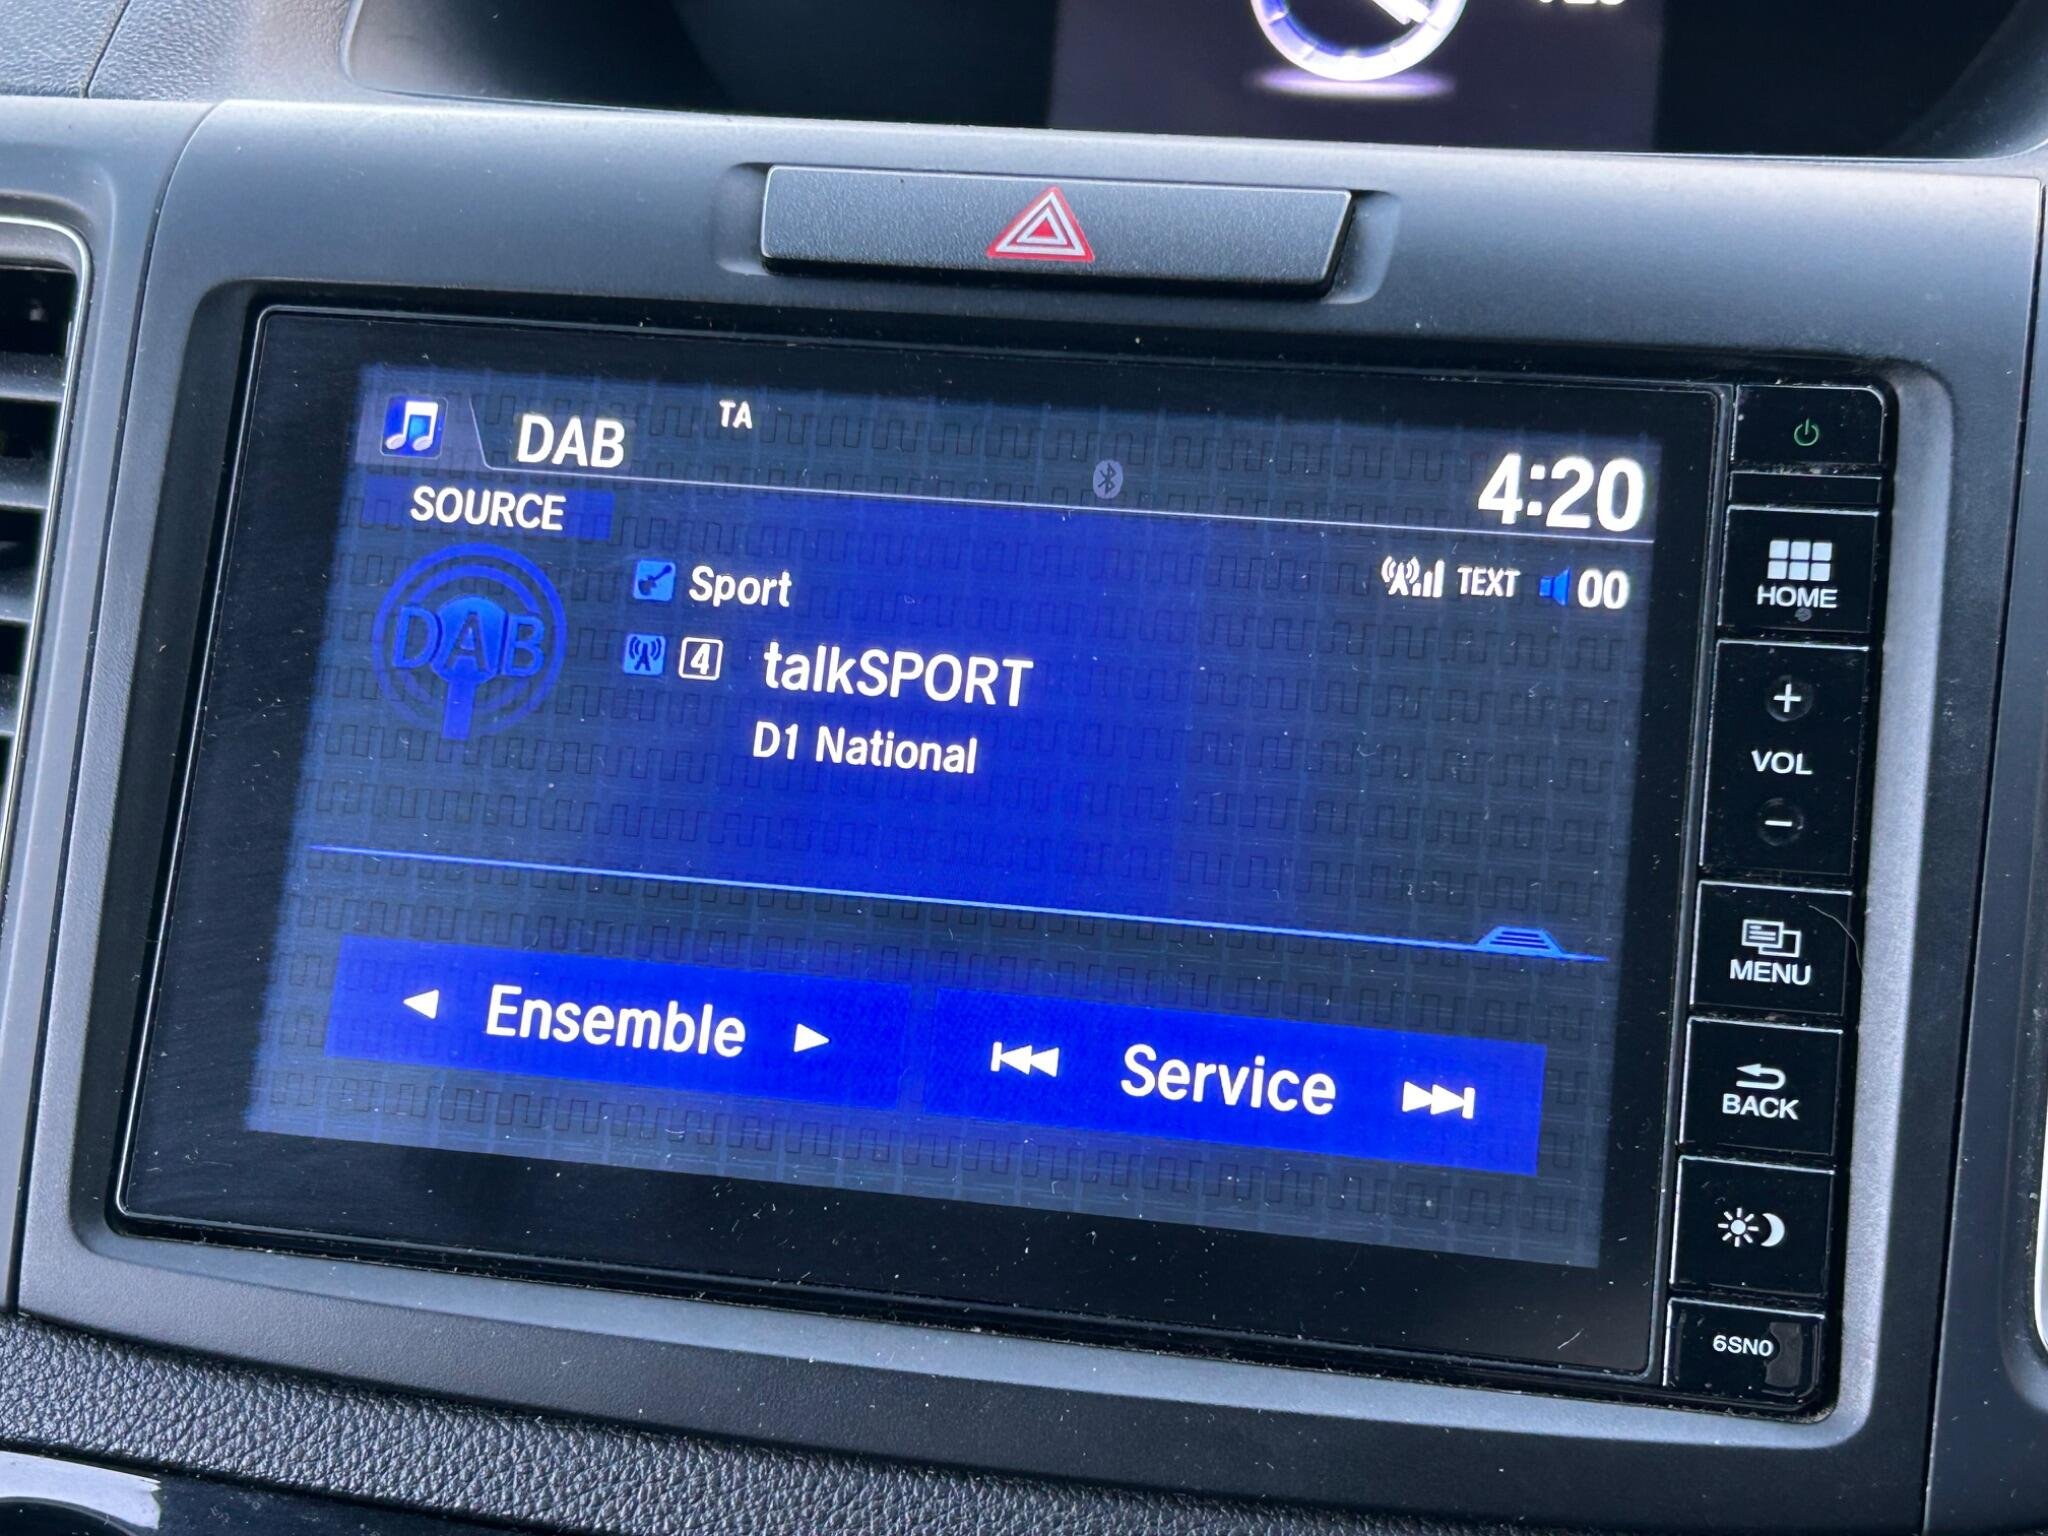 DAB
TA
4:20
SOURCE
Sport
TEXT 00
DAB
4 talkSPORT
D1 National
Ensemble
Service
HOME
+
VOL
−
MENU
BACK
6SN0